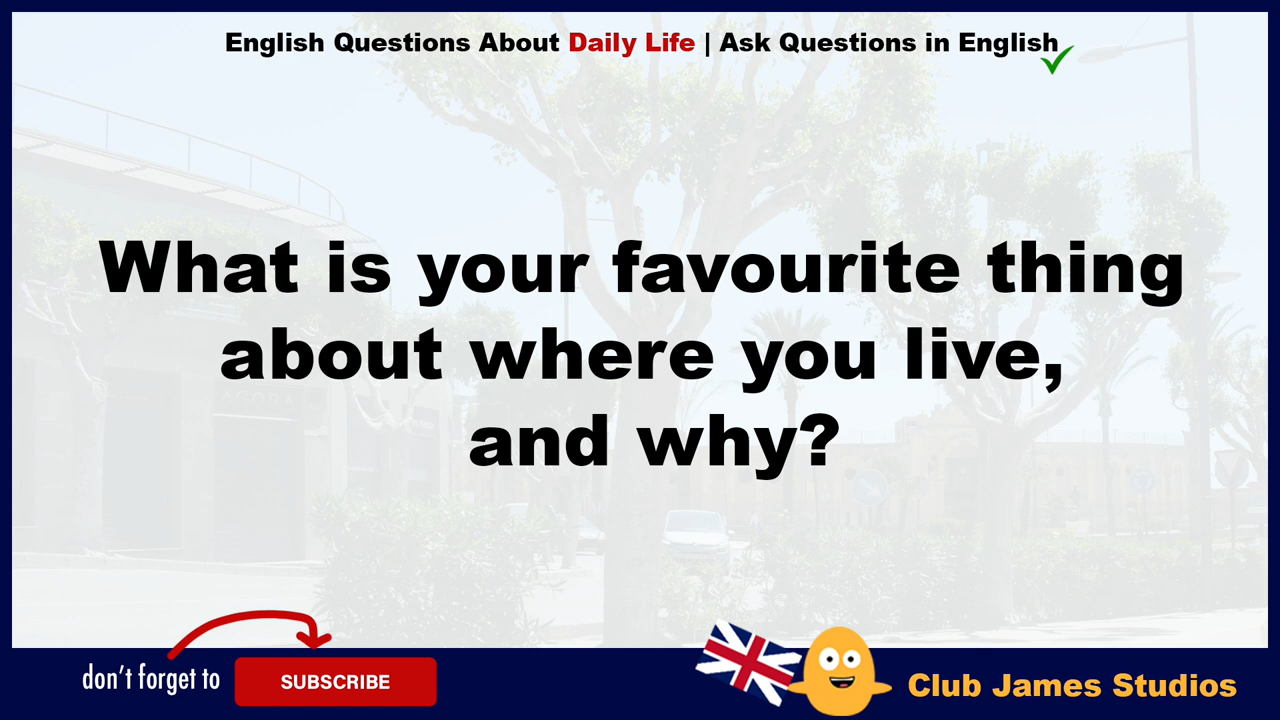 English Questions About Daily Life | Ask Questions in English
What is your favourite thing
about where you live,
and why?
AGORA
don't forget to
SUBSCRIBE
Club James Studios